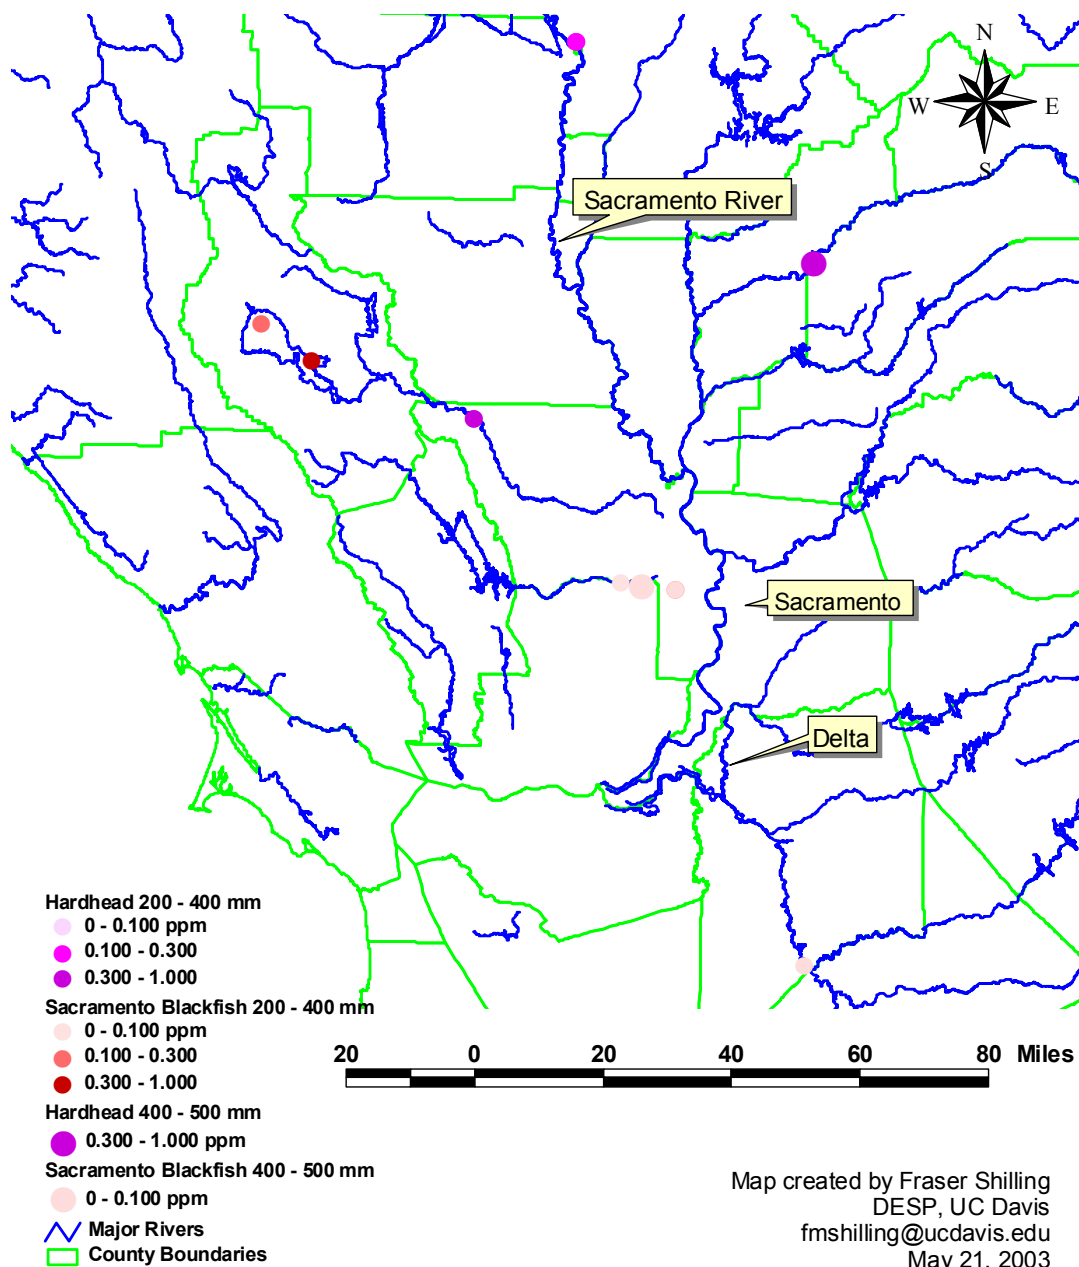 N
W E
S
Sacramento River
Sacramento
Delta
Hardhead 200 - 400 mm
0 - 0.100 ppm
0.100 - 0.300
0.300 - 1.000
Sacramento Blackfish 200 - 400 mm
0 - 0.100 ppm
0.100 - 0.300
0.300 - 1.000
Hardhead 400 - 500 mm
0.300 - 1.000 ppm
Sacramento Blackfish 400 - 500 mm
0 - 0.100 ppm
Major Rivers
County Boundaries
20 0 20 40 60 80 Miles
Map created by Fraser Shilling
DESP, UC Davis
fmshilling@ucdavis.edu
May 21, 2003